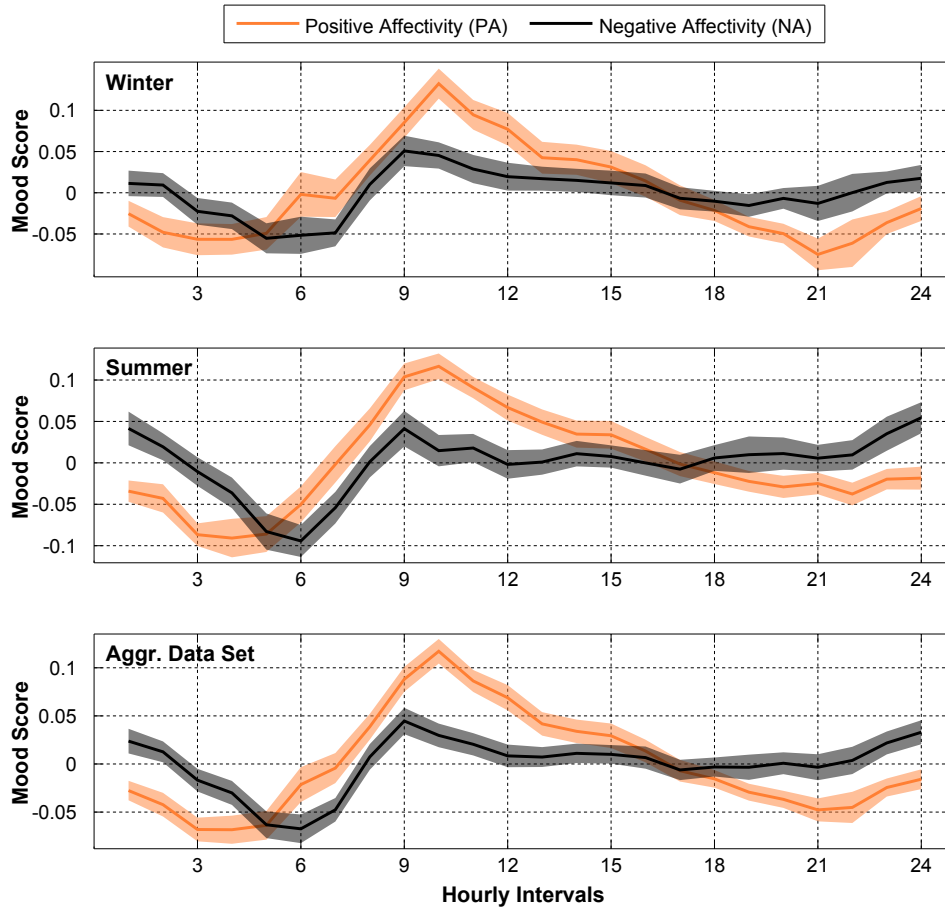 Positive Affectivity (PA) Negative Affectivity (NA)
Winter
Mood Score
0.1
0.05
0
-0.05
3 6 9 12 15 18 21 24
Summer
Mood Score
0.1
0.05
0
-0.05
-0.1
3 6 9 12 15 18 21 24
Aggr. Data Set
Mood Score
0.1
0.05
0
-0.05
3 6 9 12 15 18 21 24
Hourly Intervals